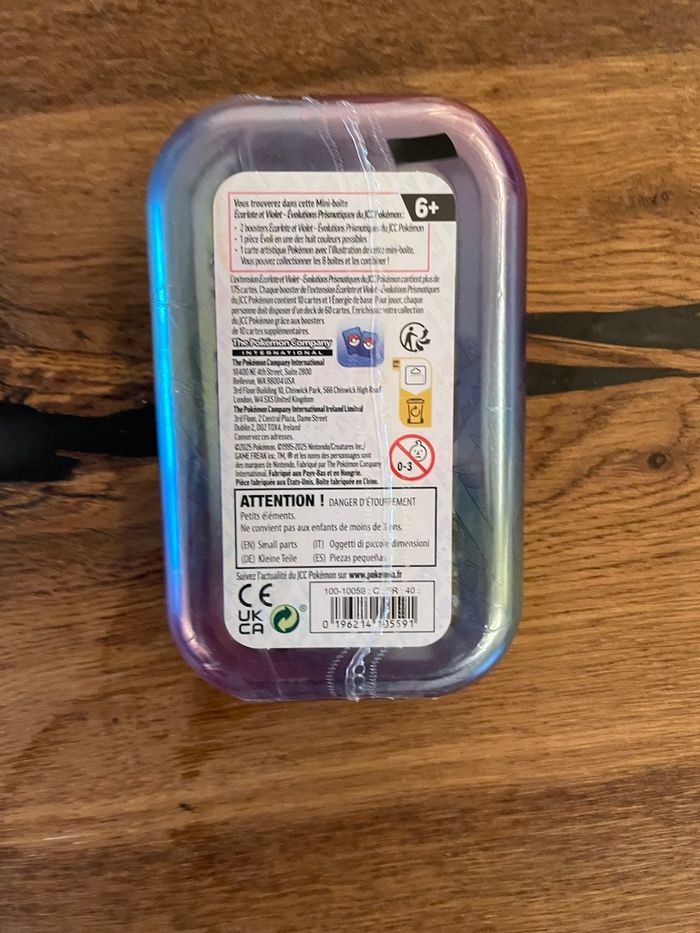 Vous trouverez dans cette Mini-boîte
Écarlate et Violet - Évolutions Prismatiques du JCC Pokémon :
6+
• 2 boosters Écarlate et Violet - Évolutions Prismatiques du JCC Pokémon
• 1 pièce Évoli en une des huit couleurs possibles
• 1 carte artistique Pokémon avec l'illustration de cette mini-boîte.
Vous pouvez collectionner les 8 boîtes et les combiner !
L'extension Écarlate et Violet - Évolutions Prismatiques du JCC Pokémon contient plus de
175 cartes. Chaque booster de l'extension Écarlate et Violet - Évolutions Prismatiques
du JCC Pokémon contient 10 cartes et 1 Énergie de base. Pour jouer, chaque
personne doit disposer d'un deck de 60 cartes. Enrichissez votre collection
du JCC Pokémon grâce aux boosters
de 10 cartes supplémentaires.
The Pokémon Company
INTERNATIONAL
The Pokémon Company International
10400 NE 4th Street, Suite 2800
Bellevue, WA 98004 USA
3rd Floor Building 10, Chiswick Park, 566 Chiswick High Road
London, W4 5XS United Kingdom
The Pokémon Company International Ireland Limited
3rd Floor, 2 Central Plaza, Dame Street
Dublin 2, D02 T0X4, Ireland
Conservez ces adresses.
©2025 Pokémon. ©1995-2025 Nintendo/Creatures Inc./
GAME FREAK inc. TM, ® et les noms des personnages sont
des marques de Nintendo. Fabriqué par The Pokémon Company
International. Fabriqué aux Pays-Bas et en Hongrie.
Pièce fabriquée aux États-Unis. Boîte fabriquée en Chine.
0-3
ATTENTION ! DANGER D'ÉTOUFFEMENT
Petits éléments.
Ne convient pas aux enfants de moins de 3 ans.
(EN) Small parts (IT) Oggetti di piccole dimensioni
(DE) Kleine Teile (ES) Piezas pequeñas
Suivez l'actualité du JCC Pokémon sur www.pokemon.fr
CE
UK
CA
®
100-10059 : C : FR : 40 :
0 196214 105591